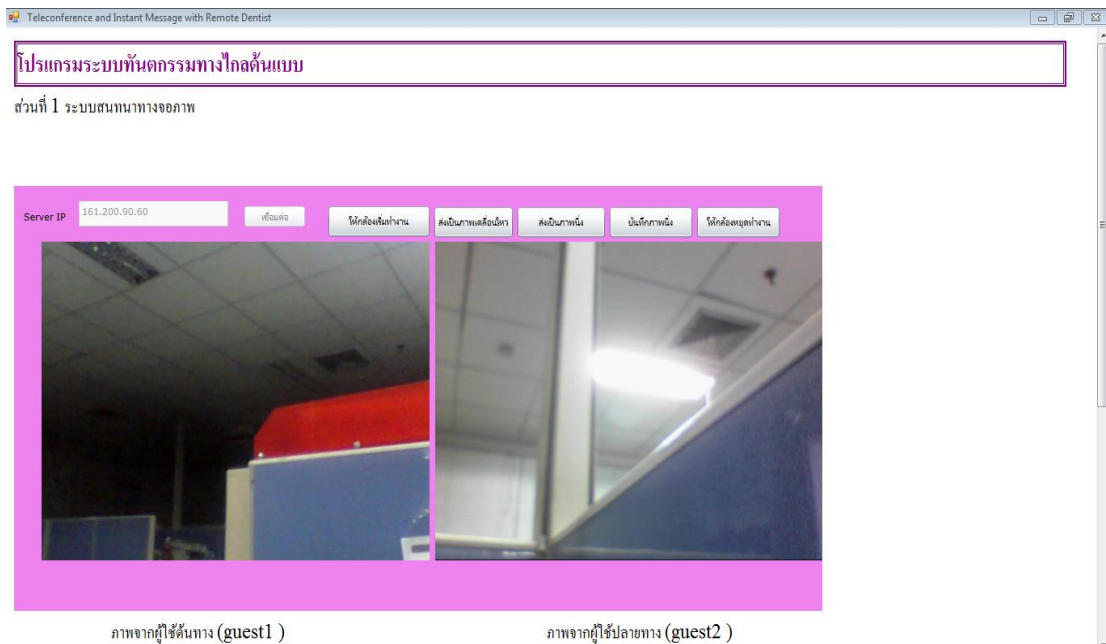 Teleconference and Instant Message with Remote Dentist
โปรแกรมระบบทันตกรรมทางไกลต้นแบบ
ส่วนที่ 1 ระบบสนทนาทางจอภาพ
Server IP 161.200.90.60 เชื่อมต่อ ให้กล้องเริ่มทำงาน ส่งเป็นภาพเคลื่อนไหว ส่งเป็นภาพนิ่ง บันทึกภาพนิ่ง ให้กล้องหยุดทำงาน
ภาพจากผู้ใช้ต้นทาง (guest1 ) ภาพจากผู้ใช้ปลายทาง (guest2 )